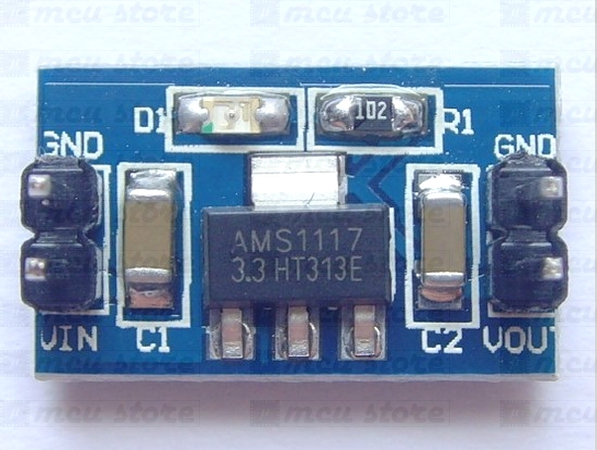 mcu store
D1
102
R1
GND
GND
AMS1117
3.3 HT313E
VIN
C1
C2
VOUT
mcu store